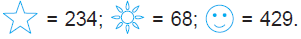 = 234; = 68; = 429.